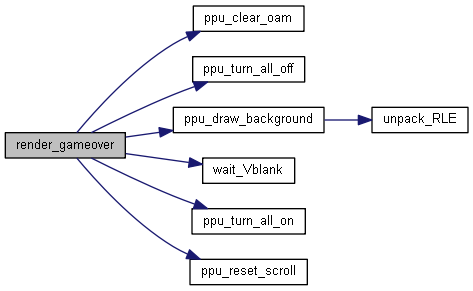 ppu_clear_oam
ppu_turn_all_off
ppu_draw_background
unpack_RLE
render_gameover
wait_Vblank
ppu_turn_all_on
ppu_reset_scroll